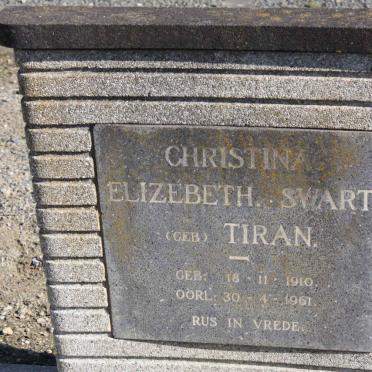 CHRISTINA
ELIZEBETH. SWART
(GEB) TIRAN.
GEB: 18 - 11 - 1910.
OORL: 30 - 4 - 1961.
RUS IN VREDE.